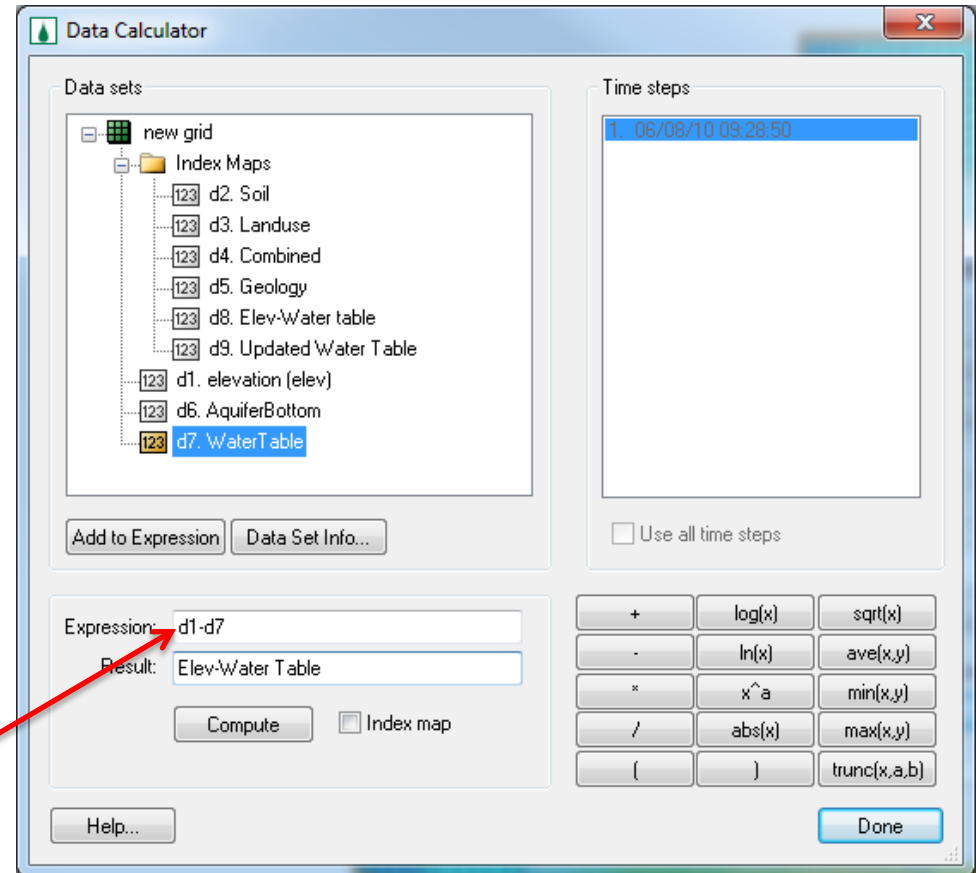 Data Calculator
x
Data sets
new grid
Index Maps
123 d2. Soil
123 d3. Landuse
123 d4. Combined
123 d5. Geology
123 d8. Elev-Water table
123 d9. Updated Water Table
123 d1. elevation (elev)
123 d6. AquiferBottom
123 d7. WaterTable
Add to Expression Data Set Info...
Time steps
1. 06/08/10 09:28:50
Use all time steps
Expression: d1-d7
Result: Elev-Water Table
Compute Index map
+ log(x) sqrt(x)
- ln(x) ave(x,y)
* x^a min(x,y)
/ abs(x) max(x,y)
( ) trunc(x,a,b)
Help... Done